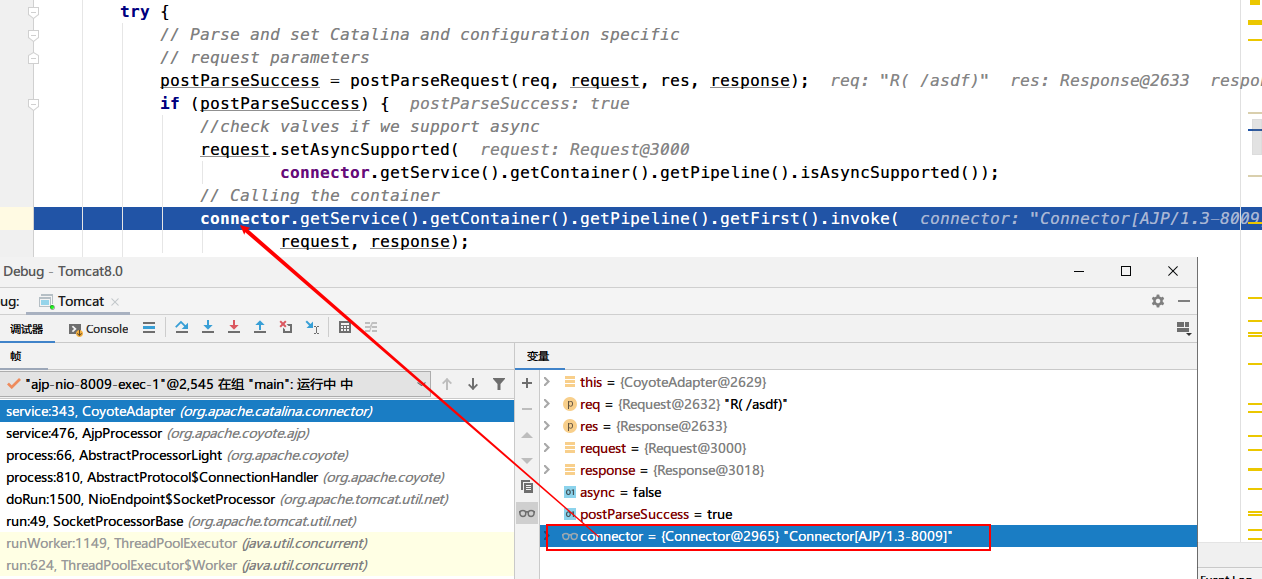 try {
// Parse and set Catalina and configuration specific
// request parameters
postParseSuccess = postParseRequest(req, request, res, response); req: "R( /asdf)" res: Response@2633 respon
if (postParseSuccess) { postParseSuccess: true
//check valves if we support async
request.setAsyncSupported( request: Request@3000
connector.getService().getContainer().getPipeline().isAsyncSupported());
// Calling the container
connector.getService().getContainer().getPipeline().getFirst().invoke( connector: "Connector[AJP/1.3-8009
request, response);
Debug - Tomcat8.0
ug: Tomcat
调试器 Console
帧
变量
"ajp-nio-8009-exec-1"@2,545 在组 "main": 运行中 中
service:343, CoyoteAdapter (org.apache.catalina.connector)
service:476, AjpProcessor (org.apache.coyote.ajp)
process:66, AbstractProcessorLight (org.apache.coyote)
process:810, AbstractProtocol$ConnectionHandler (org.apache.coyote)
doRun:1500, NioEndpoint$SocketProcessor (org.apache.tomcat.util.net)
run:49, SocketProcessorBase (org.apache.tomcat.util.net)
runWorker:1149, ThreadPoolExecutor (java.util.concurrent)
run:624, ThreadPoolExecutor$Worker (java.util.concurrent)
this = {CoyoteAdapter@2629}
req = {Request@2632} "R( /asdf)"
res = {Response@2633}
request = {Request@3000}
response = {Response@3018}
async = false
postParseSuccess = true
connector = {Connector@2965} "Connector[AJP/1.3-8009]"